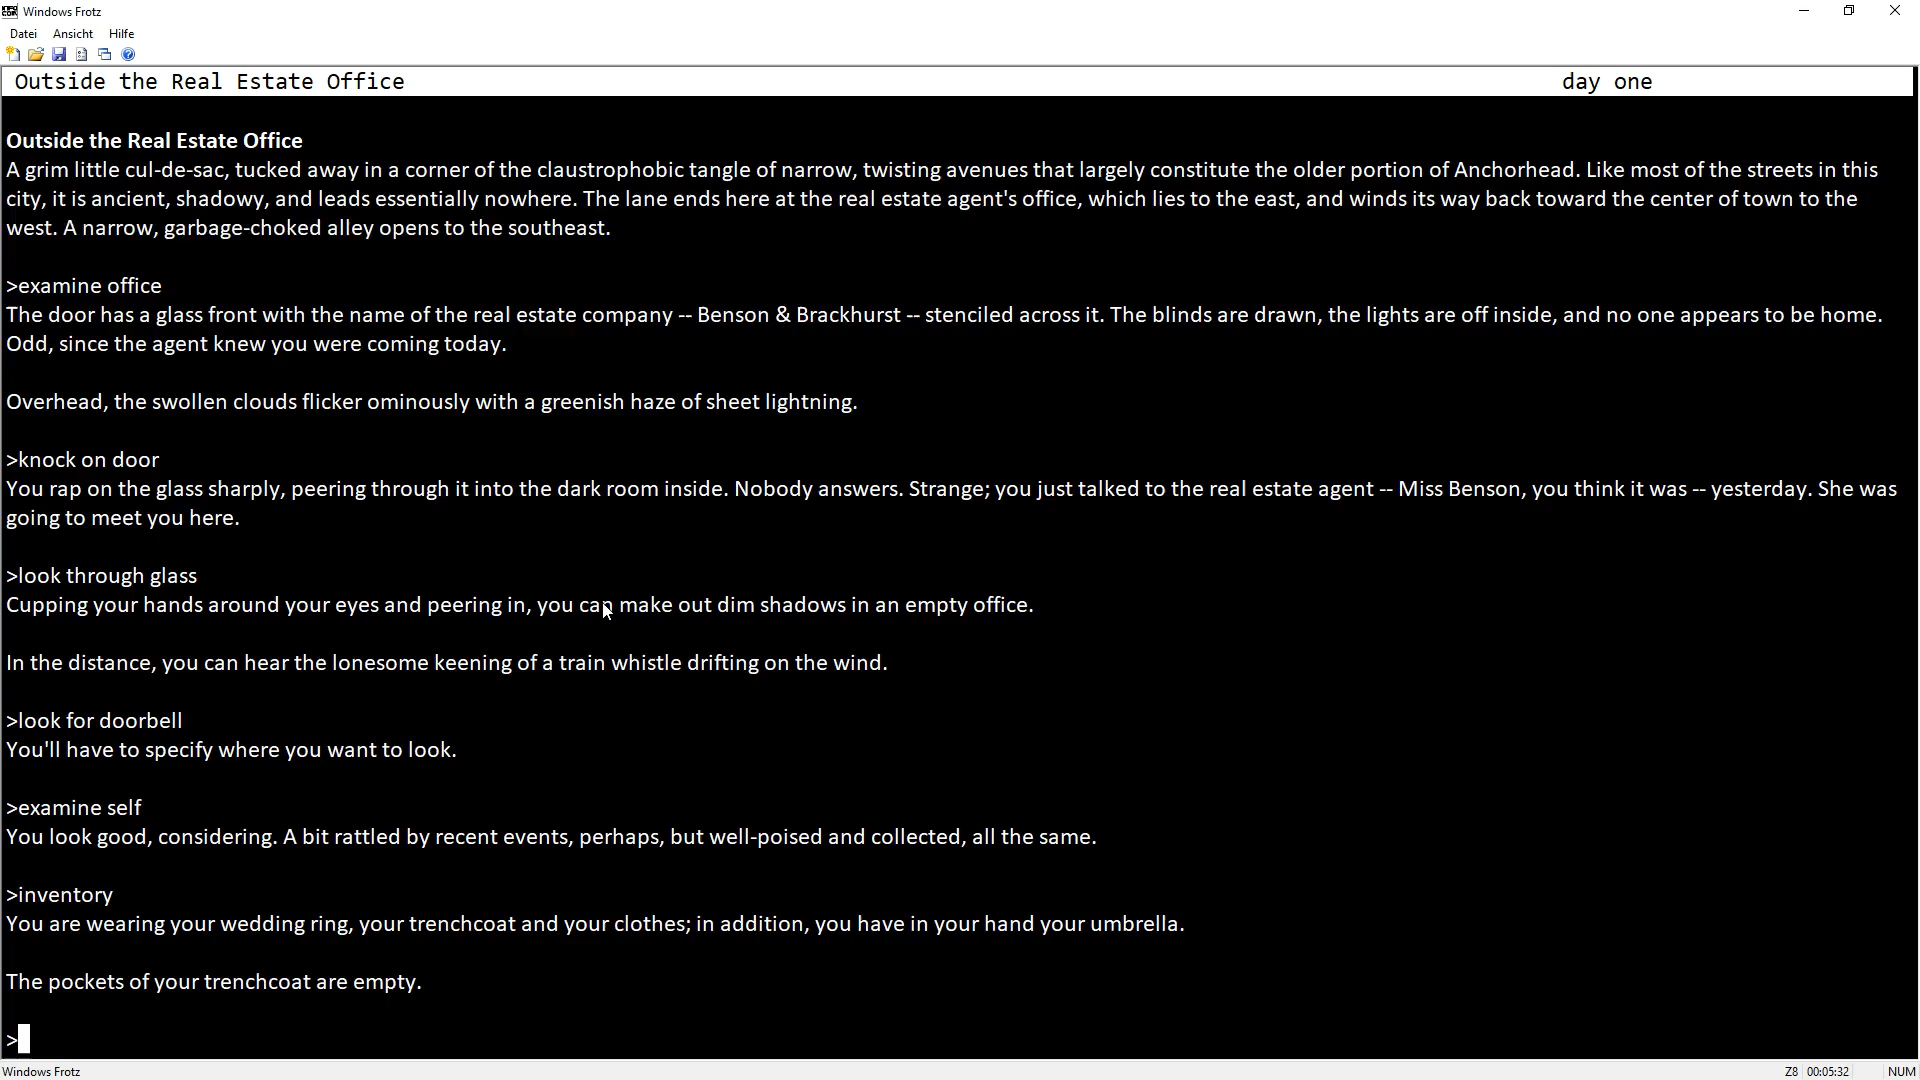 Windows Frotz
Datei Ansicht Hilfe
Outside the Real Estate Office day one
Outside the Real Estate Office
A grim little cul-de-sac, tucked away in a corner of the claustrophobic tangle of narrow, twisting avenues that largely constitute the older portion of Anchorhead. Like most of the streets in this
city, it is ancient, shadowy, and leads essentially nowhere. The lane ends here at the real estate agent's office, which lies to the east, and winds its way back toward the center of town to the
west. A narrow, garbage-choked alley opens to the southeast.
>examine office
The door has a glass front with the name of the real estate company -- Benson & Brackhurst -- stenciled across it. The blinds are drawn, the lights are off inside, and no one appears to be home.
Odd, since the agent knew you were coming today.
Overhead, the swollen clouds flicker ominously with a greenish haze of sheet lightning.
>knock on door
You rap on the glass sharply, peering through it into the dark room inside. Nobody answers. Strange; you just talked to the real estate agent -- Miss Benson, you think it was -- yesterday. She was
going to meet you here.
>look through glass
Cupping your hands around your eyes and peering in, you can make out dim shadows in an empty office.
In the distance, you can hear the lonesome keening of a train whistle drifting on the wind.
>look for doorbell
You'll have to specify where you want to look.
>examine self
You look good, considering. A bit rattled by recent events, perhaps, but well-poised and collected, all the same.
>inventory
You are wearing your wedding ring, your trenchcoat and your clothes; in addition, you have in your hand your umbrella.
The pockets of your trenchcoat are empty.
>
Windows Frotz Z8 00:05:32 NUM